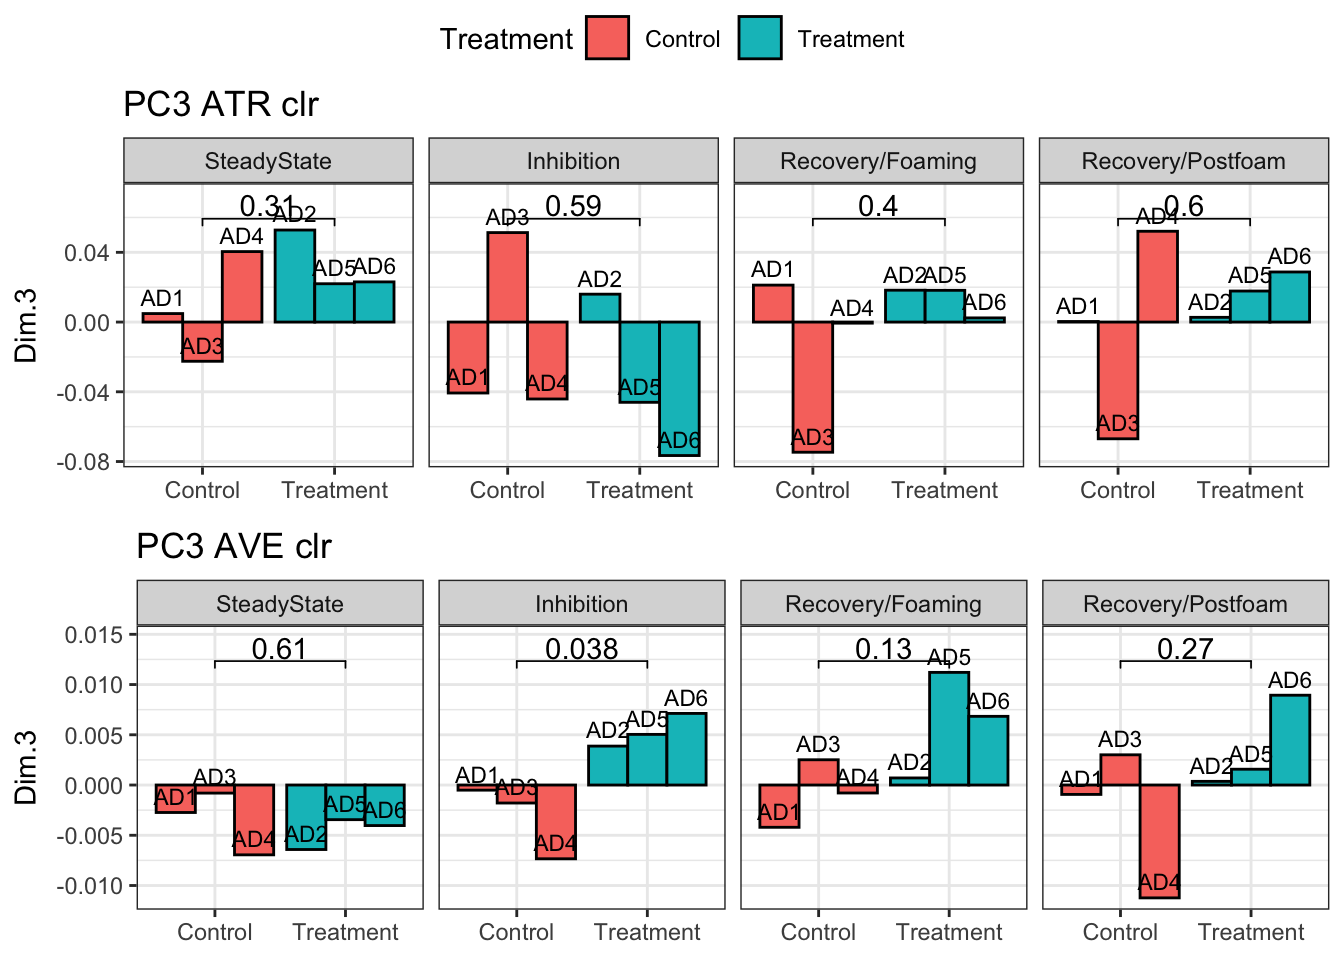 Treatment Control Treatment
PC3 ATR clr
SteadyState Inhibition Recovery/Foaming Recovery/Postfoam
0.31 0.59 0.4 0.6
AD1 AD3 AD4 AD2 AD5 AD6
AD1 AD3 AD4 AD2 AD5 AD6
AD1 AD3 AD4 AD2 AD5 AD6
AD1 AD3 AD4 AD2 AD5 AD6
0.04
0.00
-0.04
-0.08
Dim.3
Control Treatment Control Treatment Control Treatment Control Treatment
PC3 AVE clr
SteadyState Inhibition Recovery/Foaming Recovery/Postfoam
0.61 0.038 0.13 0.27
AD1 AD3 AD4 AD2 AD5 AD6
AD1 AD3 AD4 AD2 AD5 AD6
AD1 AD3 AD4 AD2 AD5 AD6
AD1 AD3 AD4 AD2 AD5 AD6
0.015
0.010
0.005
0.000
-0.005
-0.010
Dim.3
Control Treatment Control Treatment Control Treatment Control Treatment